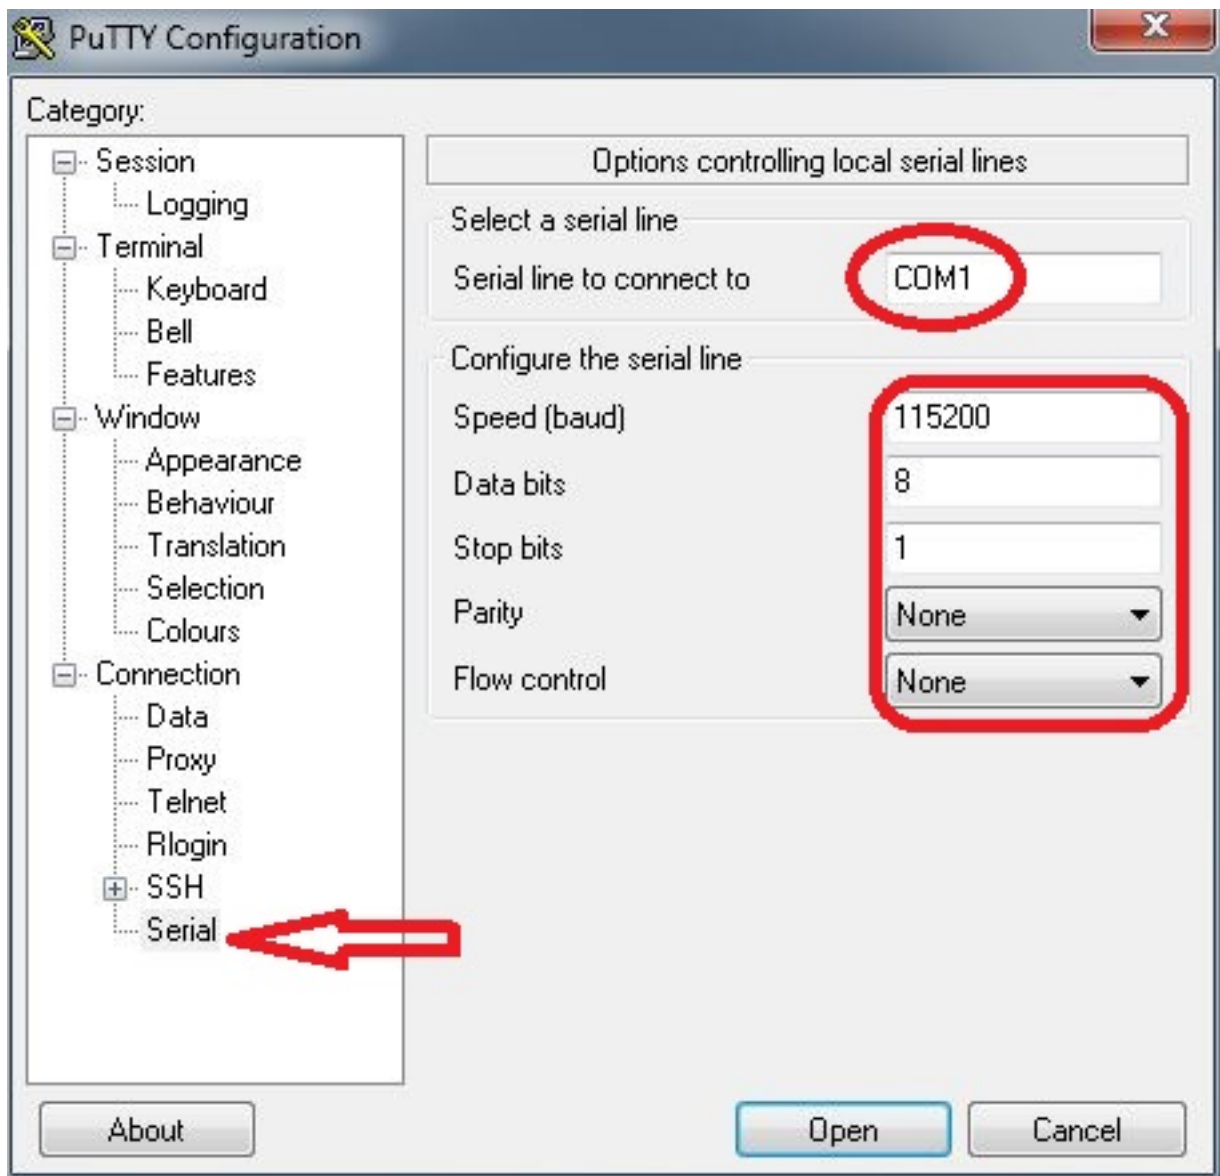 PuTTY Configuration
Category:
Session
Logging
Terminal
Keyboard
Bell
Features
Window
Appearance
Behaviour
Translation
Selection
Colours
Connection
Data
Proxy
Telnet
Rlogin
SSH
Serial
Options controlling local serial lines
Select a serial line
Serial line to connect to COM1
Configure the serial line
Speed (baud) 115200
Data bits 8
Stop bits 1
Parity None
Flow control None
About Open Cancel